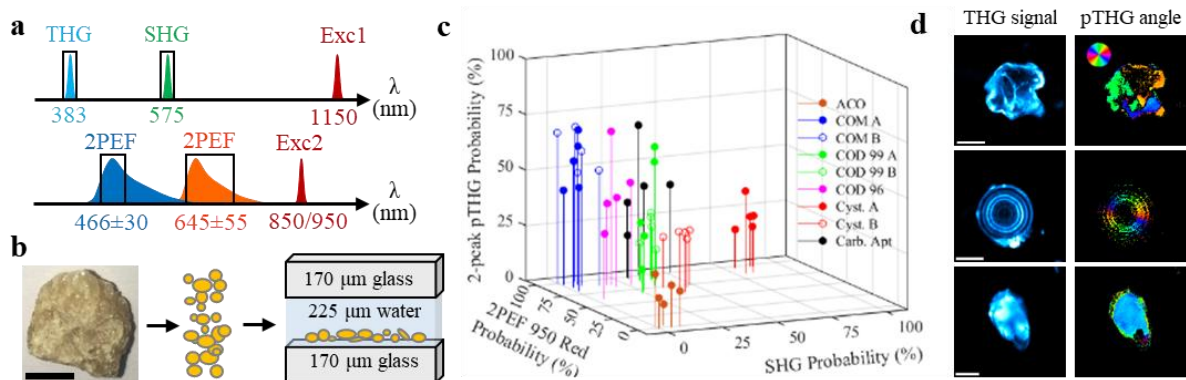 a
THG
SHG
Exc1
λ
(nm)
383
575
1150
2PEF
2PEF
Exc2
λ
(nm)
466±30
645±55
850/950
b
170 μm glass
225 μm water
170 μm glass
c
2-peak pTHG Probability (%)
100
75
50
25
0
100
75
50
25
0
2PEF 950 Red
Probability (%)
0
25
50
75
100
SHG Probability (%)
ACO
COM A
COM B
COD 99 A
COD 99 B
COD 96
Cyst. A
Cyst. B
Carb. Apt
d
THG signal
pTHG angle